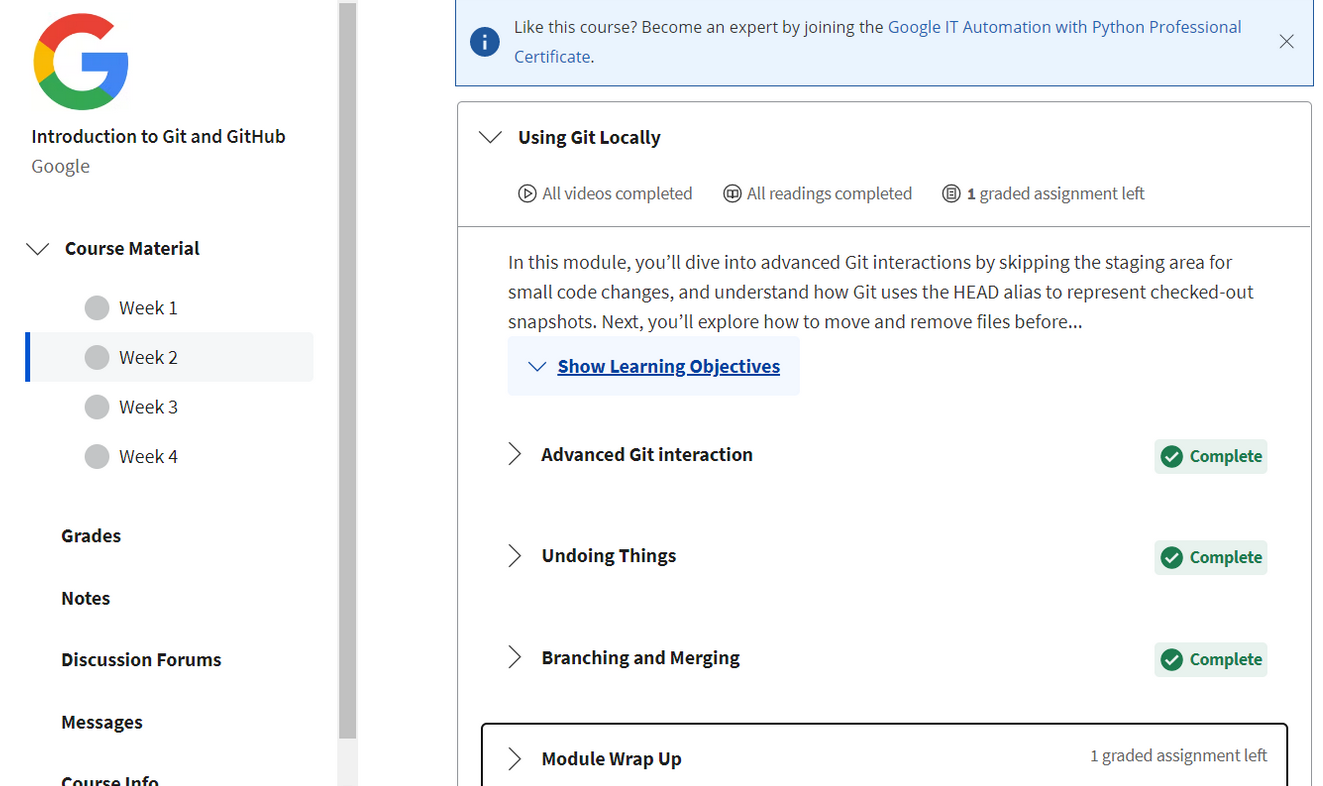 Introduction to Git and GitHub
Google
Course Material
Week 1
Week 2
Week 3
Week 4
Grades
Notes
Discussion Forums
Messages
Course Info
Like this course? Become an expert by joining the Google IT Automation with Python Professional
Certificate.
Using Git Locally
All videos completed
All readings completed
1 graded assignment left
In this module, you’ll dive into advanced Git interactions by skipping the staging area for
small code changes, and understand how Git uses the HEAD alias to represent checked-out
snapshots. Next, you’ll explore how to move and remove files before...
Show Learning Objectives
Advanced Git interaction
Complete
Undoing Things
Complete
Branching and Merging
Complete
Module Wrap Up
1 graded assignment left